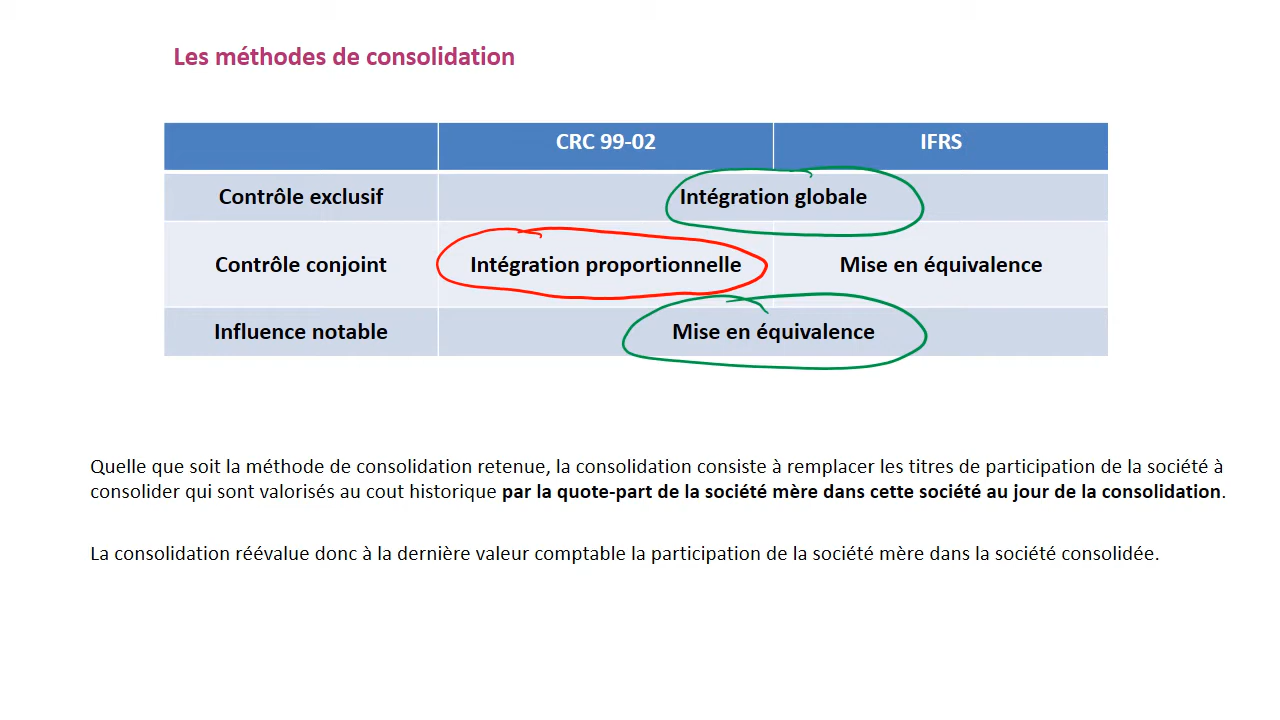 Les méthodes de consolidation
CRC 99-02 IFRS
Contrôle exclusif Intégration globale
Contrôle conjoint Intégration proportionnelle Mise en équivalence
Influence notable Mise en équivalence
Quelle que soit la méthode de consolidation retenue, la consolidation consiste à remplacer les titres de participation de la société à
consolider qui sont valorisés au cout historique par la quote-part de la société mère dans cette société au jour de la consolidation.
La consolidation réévalue donc à la dernière valeur comptable la participation de la société mère dans la société consolidée.